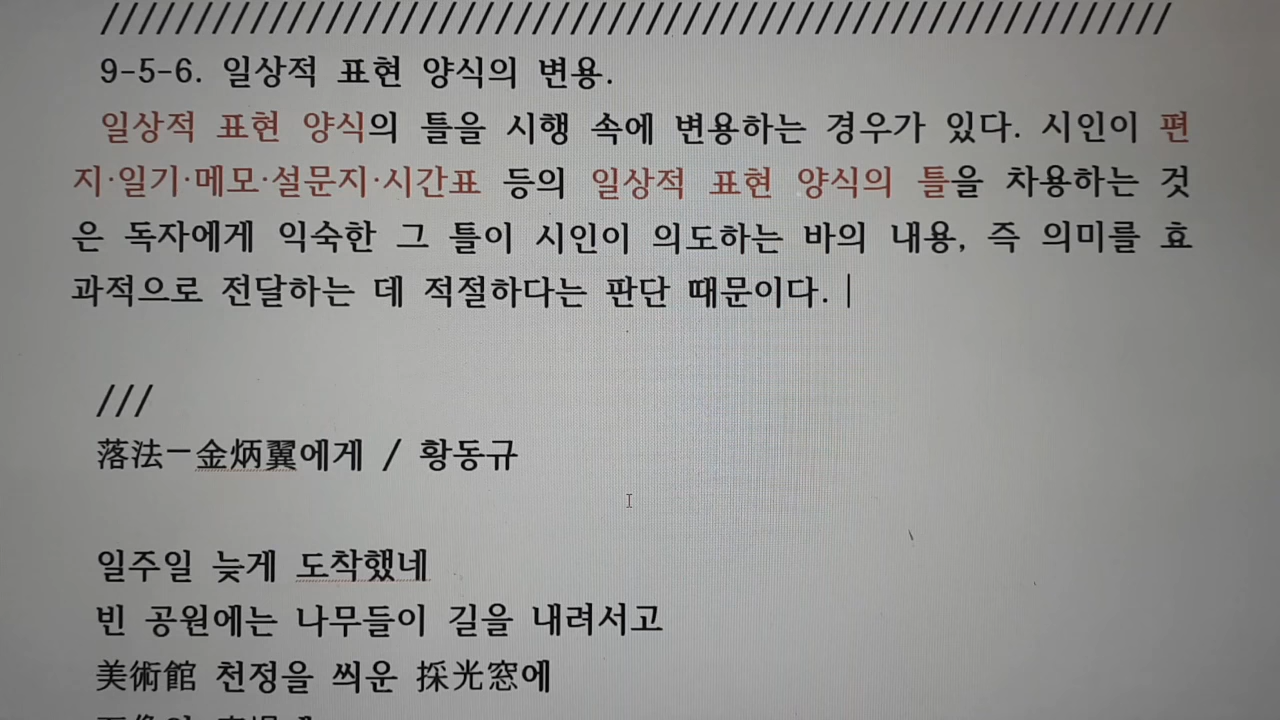 ////////////////////////////////////////////////////////////////
9-5-6. 일상적 표현 양식의 변용.
일상적 표현 양식의 틀을 시행 속에 변용하는 경우가 있다. 시인이 편
지·일기·메모·설문지·시간표 등의 일상적 표현 양식의 틀을 차용하는 것
은 독자에게 익숙한 그 틀이 시인이 의도하는 바의 내용, 즉 의미를 효
과적으로 전달하는 데 적절하다는 판단 때문이다.
///
落法－金炳翼에게 / 황동규
일주일 늦게 도착했네
빈 공원에는 나무들이 길을 내려서고
美術館 천정을 씌운 採光窓에